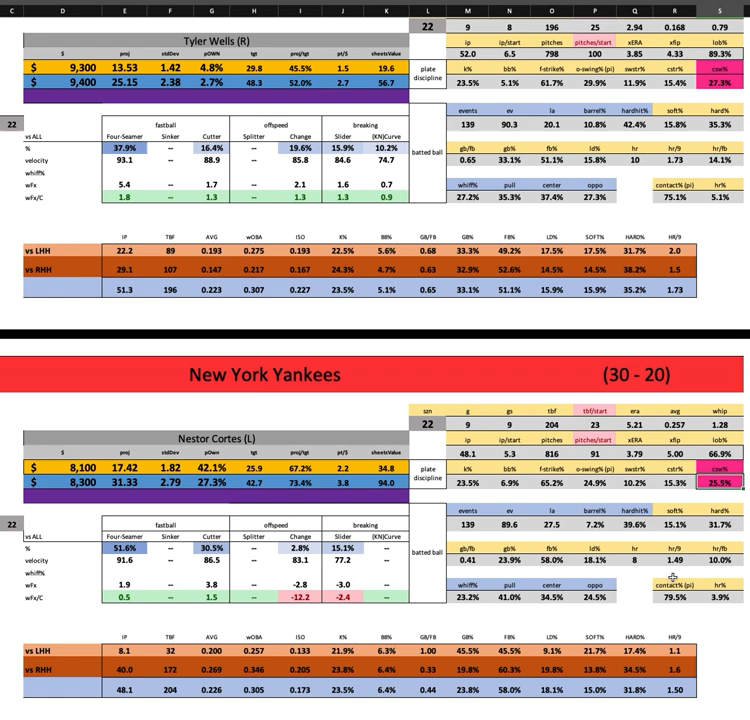 C D E F G H I J K L M N O P Q R S
22 9 8 196 25 2.94 0.168 0.79
Tyler Wells (R) ip ip/start pitches pitches/start xERA xfip lob%
$ proj stdDev pOWN tgt proj/tgt pt/$ sheetsValue 52.0 6.5 798 100 3.85 4.33 89.3%
$ 9,300 13.53 1.42 4.8% 29.8 45.5% 1.5 19.6 plate discipline k% bb% f-strike% o-swing% (pi) swstr% cstr% csw%
$ 9,400 25.15 2.38 2.7% 48.3 52.0% 2.7 56.7 23.5% 5.1% 61.7% 29.9% 11.9% 15.4% 27.3%
events ev la barrel% hardhit% soft% hard%
22 fastball offspeed breaking 139 90.3 20.1 10.8% 42.4% 15.8% 35.3%
vs ALL Four-Seamer Sinker Cutter Splitter Change Slider (KN)Curve
% 37.9% -- 16.4% -- 19.6% 15.9% 10.2% batted ball gb/fb gb% fb% ld% hr hr/9 hr/fb
velocity 93.1 88.9 85.8 84.6 74.7 0.65 33.1% 51.1% 15.8% 10 1.73 14.1%
whiff%
wFx 5.4 -- 1.7 -- 2.1 1.6 0.7 whiff% pull center oppo contact% (pi) hr%
wFx/C 1.8 -- 1.3 -- 1.3 1.3 0.9 27.2% 35.3% 37.4% 27.3% 75.1% 5.1%
IP TBF AVG wOBA ISO K% BB% GB/FB GB% FB% LD% SOFT% HARD% HR/9
vs LHH 22.2 89 0.193 0.275 0.193 22.5% 5.6% 0.68 33.3% 49.2% 17.5% 17.5% 31.7% 2.0
vs RHH 29.1 107 0.147 0.217 0.167 24.3% 4.7% 0.63 32.9% 52.6% 14.5% 14.5% 38.2% 1.5
51.3 196 0.223 0.307 0.227 23.5% 5.1% 0.65 33.1% 51.1% 15.9% 15.9% 35.2% 1.73
New York Yankees (30 - 20)
szn g gs tbf tbf/start era avg whip
22 9 9 204 23 5.21 0.257 1.28
Nestor Cortes (L) ip ip/start pitches pitches/start xERA xfip lob%
$ proj stdDev pOwn tgt proj/tgt pt/$ sheetsValue 48.1 5.3 816 91 3.79 5.00 66.9%
$ 8,100 17.42 1.82 42.1% 25.9 67.2% 2.2 34.8 plate discipline k% bb% f-strike% o-swing% (pi) swstr% cstr% csw%
$ 8,300 31.33 2.79 27.3% 42.7 73.4% 3.8 94.0 23.5% 6.9% 65.2% 24.9% 10.2% 15.3% 25.5%
events ev la barrel% hardhit% soft% hard%
22 fastball offspeed breaking 139 89.6 27.5 7.2% 39.6% 15.1% 31.7%
vs ALL Four-Seamer Sinker Cutter Splitter Change Slider (KN)Curve
% 51.6% -- 30.5% -- 2.8% 15.1% -- batted ball gb/fb gb% fb% ld% hr hr/9 hr/fb
velocity 91.6 86.5 83.1 77.2 0.41 23.9% 58.0% 18.1% 8 1.49 10.0%
whiff%
wFx 1.9 -- 3.8 -- -2.8 -3.0 -- whiff% pull center oppo contact% (pi) hr%
wFx/C 0.5 -- 1.5 -- -12.2 -2.4 -- 23.2% 41.0% 34.5% 24.5% 79.5% 3.9%
IP TBF AVG wOBA ISO K% BB% GB/FB GB% FB% LD% SOFT% HARD% HR/9
vs LHH 8.1 32 0.200 0.257 0.133 21.9% 6.3% 1.00 45.5% 45.5% 9.1% 21.7% 17.4% 1.1
vs RHH 40.0 172 0.269 0.346 0.205 23.8% 6.4% 0.33 19.8% 60.3% 19.8% 13.8% 34.5% 1.6
48.1 204 0.226 0.305 0.173 23.5% 6.4% 0.44 23.8% 58.0% 18.1% 15.0% 31.8% 1.50